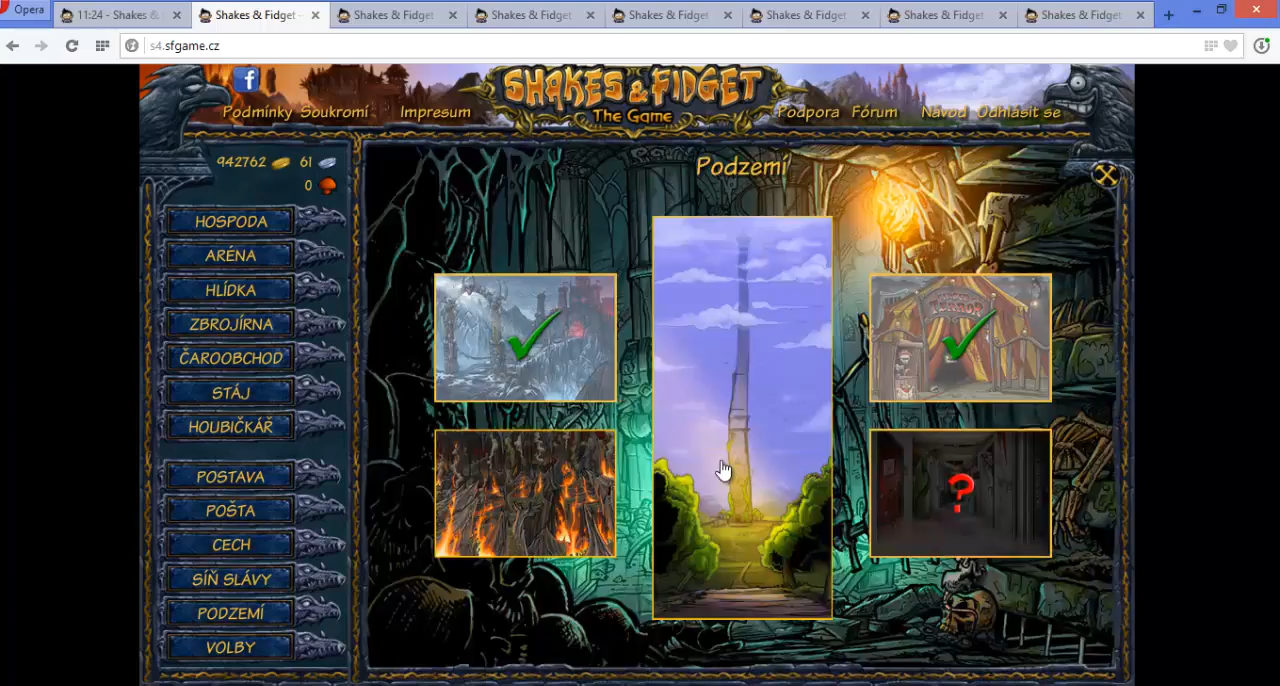 Opera
11:24 - Shakes &
Shakes & Fidget -
Shakes & Fidget
Shakes & Fidget
Shakes & Fidget
Shakes & Fidget
Shakes & Fidget
Shakes & Fidget
s4.sfgame.cz
SHAKES & FIDGET
The Game
Podmínky Soukromí Impresum
Podpora Fórum Návod Odhlásit se
942762 61
0
Podzemí
HOSPODA
ARÉNA
HLÍDKA
ZBROJÍRNA
ČAROOBCHOD
STÁJ
HOUBIČKÁŘ
POSTAVA
POŠTA
CECH
SÍŇ SLÁVY
PODZEMÍ
VOLBY
TERROR
?